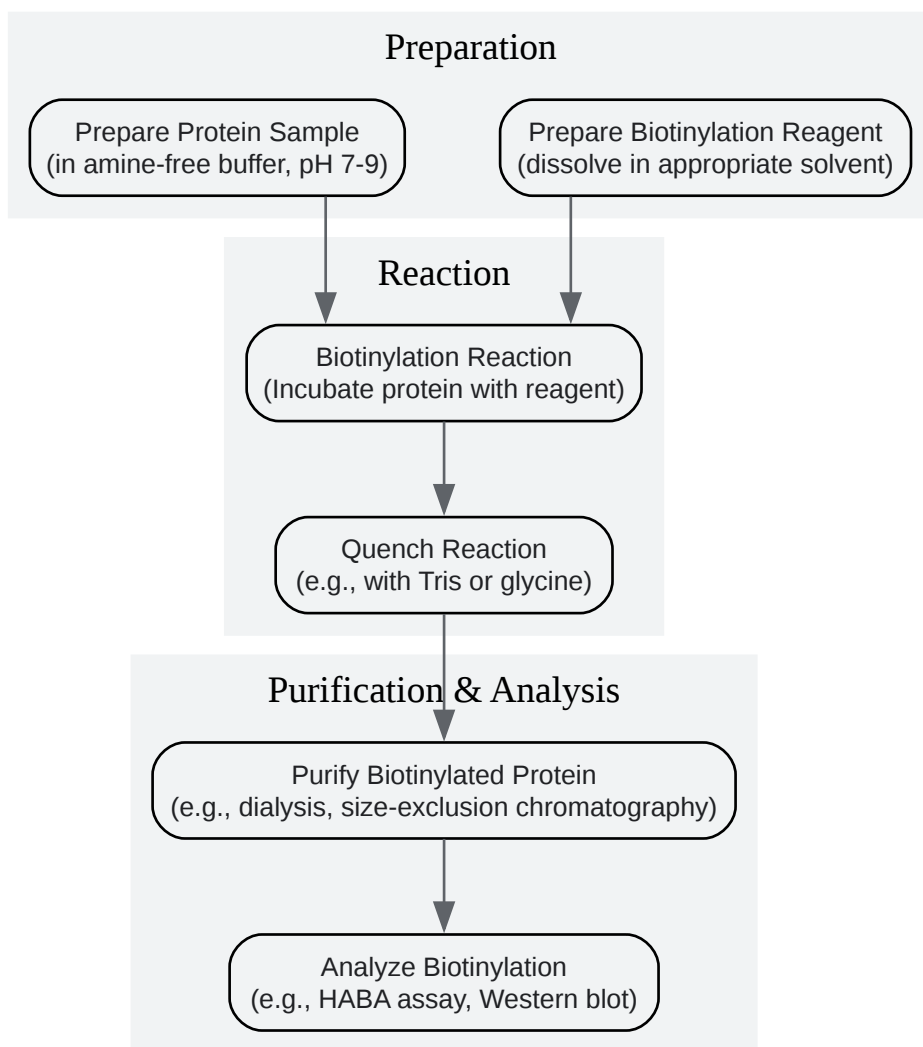 Preparation
Prepare Protein Sample
(in amine-free buffer, pH 7-9)
Prepare Biotinylation Reagent
(dissolve in appropriate solvent)
Reaction
Biotinylation Reaction
(Incubate protein with reagent)
Quench Reaction
(e.g., with Tris or glycine)
Purification & Analysis
Purify Biotinylated Protein
(e.g., dialysis, size-exclusion chromatography)
Analyze Biotinylation
(e.g., HABA assay, Western blot)